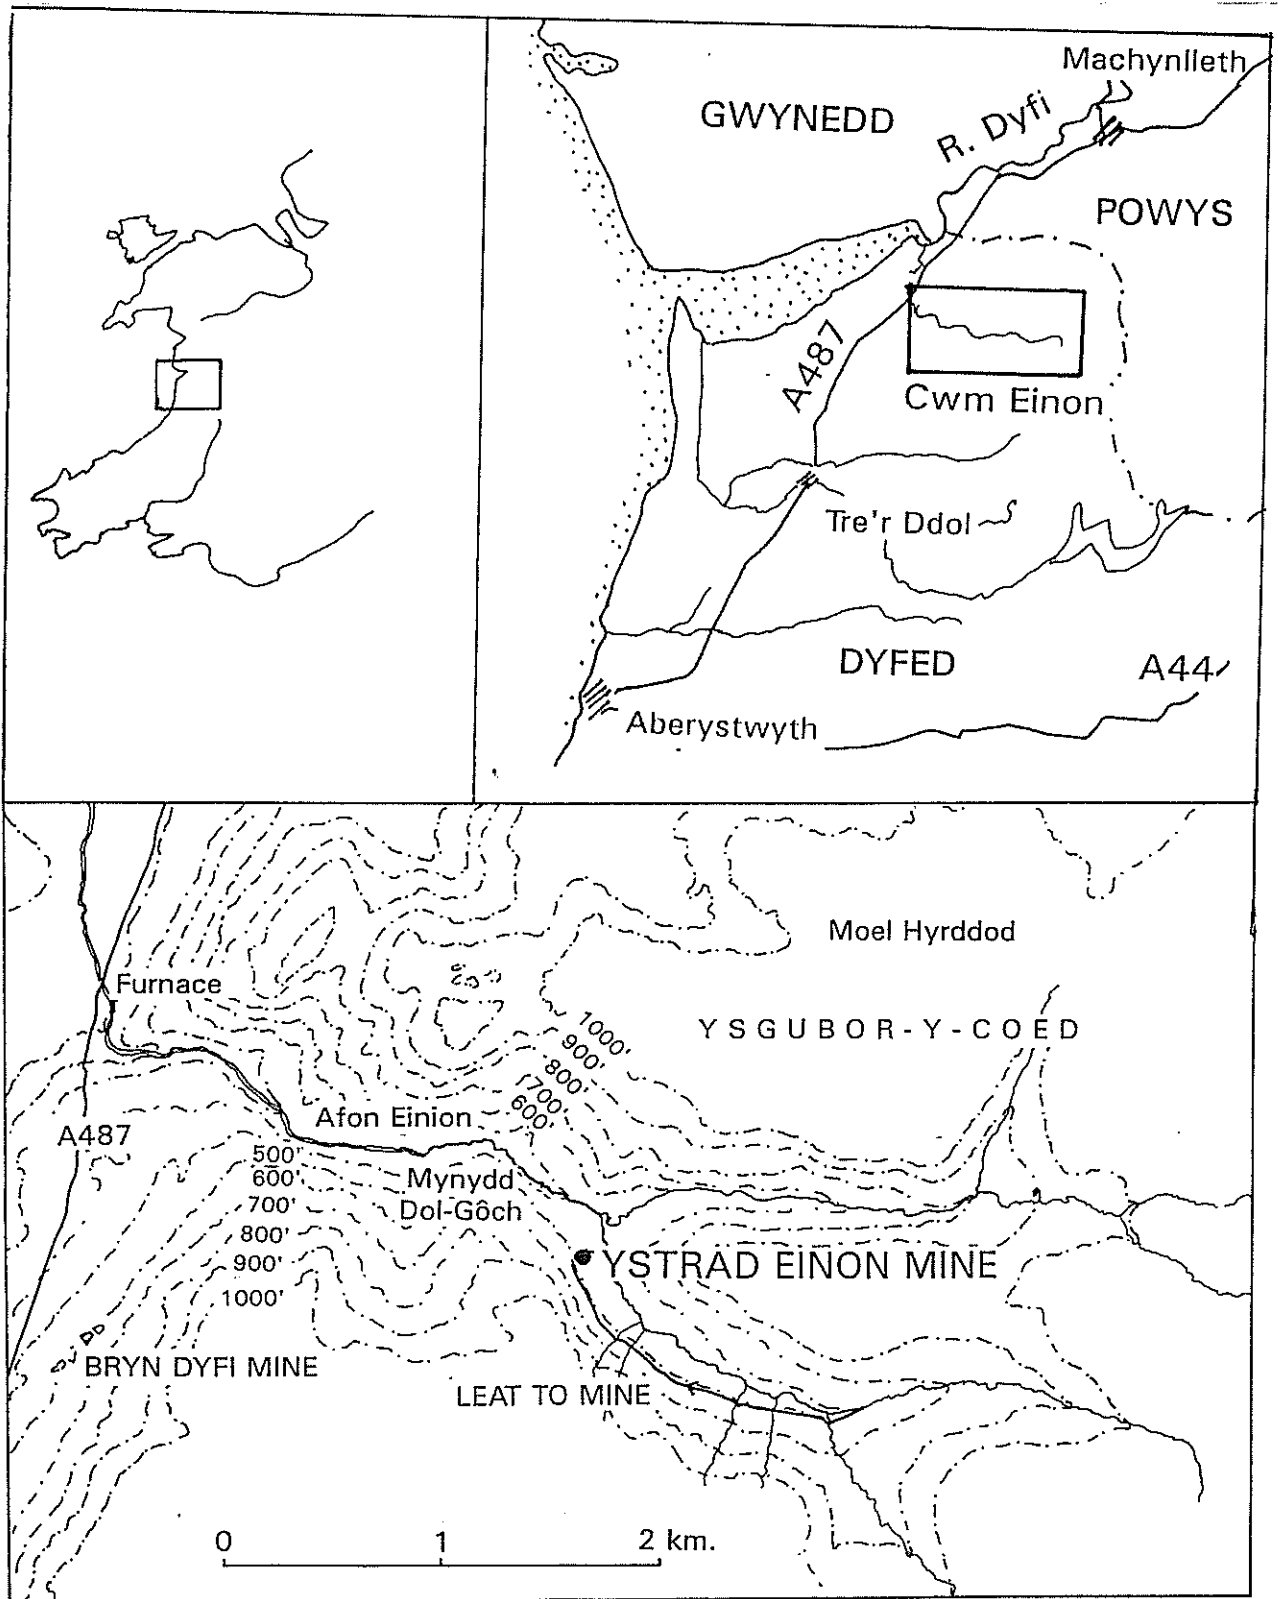 Machynlleth
GWYNEDD
R. Dyfi
POWYS
A487
Cwm Einon
Tre'r Ddol
DYFED
A44
Aberystwyth
Moel Hyrddod
Furnace
YSGUBOR-Y-COED
1000'
900'
800'
700'
600'
Afon Einion
A487
500'
600'
700'
800'
900'
1000'
Mynydd
Dol-Gôch
YSTRAD EINON MINE
BRYN DYFI MINE
LEAT TO MINE
0 1 2 km.